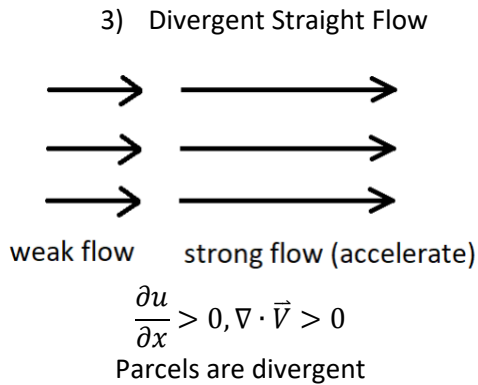 3) Divergent Straight Flow
weak flow strong flow (accelerate)
∂u/∂x > 0, ∇ · V⃗ > 0
Parcels are divergent